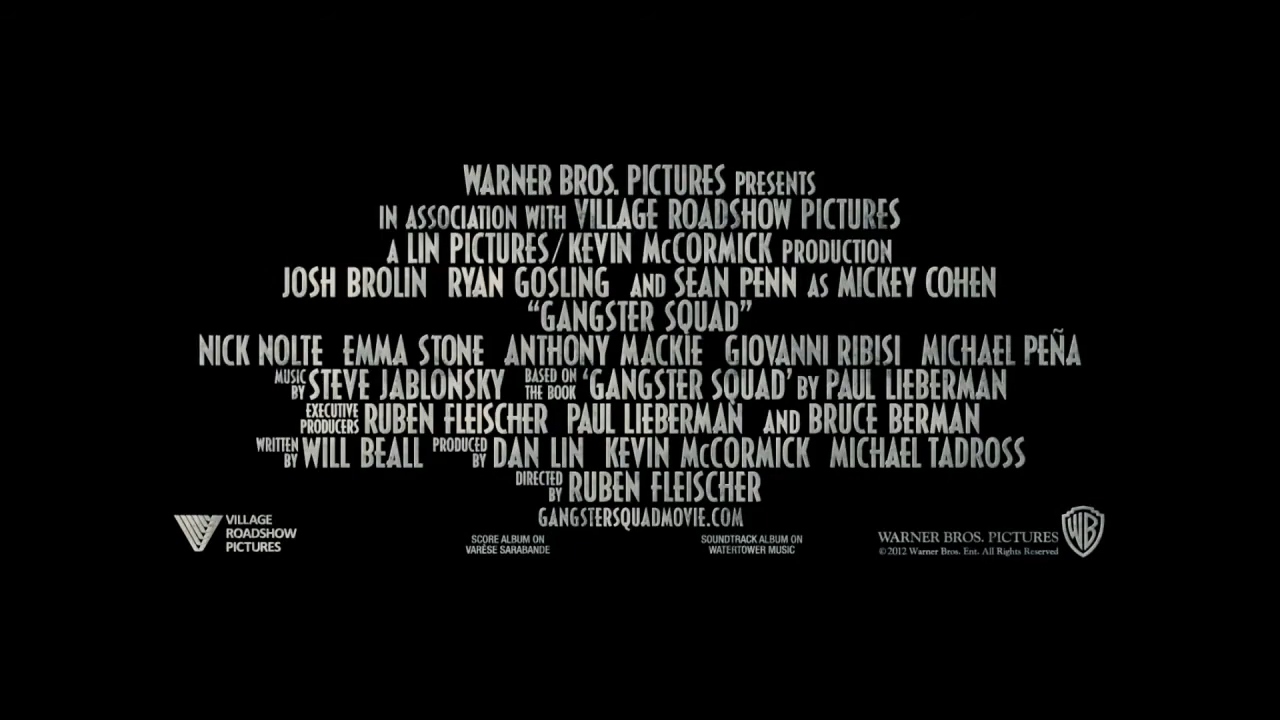 WARNER BROS. PICTURES PRESENTS
IN ASSOCIATION WITH VILLAGE ROADSHOW PICTURES
A LIN PICTURES/KEVIN McCORMICK PRODUCTION
JOSH BROLIN RYAN GOSLING AND SEAN PENN AS MICKEY COHEN
“GANGSTER SQUAD”
NICK NOLTE EMMA STONE ANTHONY MACKIE GIOVANNI RIBISI MICHAEL PEÑA
MUSIC BY STEVE JABLONSKY BASED ON THE BOOK ‘GANGSTER SQUAD’ BY PAUL LIEBERMAN
EXECUTIVE PRODUCERS RUBEN FLEISCHER PAUL LIEBERMAN AND BRUCE BERMAN
WRITTEN BY WILL BEALL PRODUCED BY DAN LIN KEVIN McCORMICK MICHAEL TADROSS
DIRECTED BY RUBEN FLEISCHER
GANGSTERSQUADMOVIE.COM
VILLAGE
ROADSHOW
PICTURES
SCORE ALBUM ON
VARÈSE SARABANDE
SOUNDTRACK ALBUM ON
WATERTOWER MUSIC
WARNER BROS. PICTURES
© 2012 Warner Bros. Ent. All Rights Reserved
WB